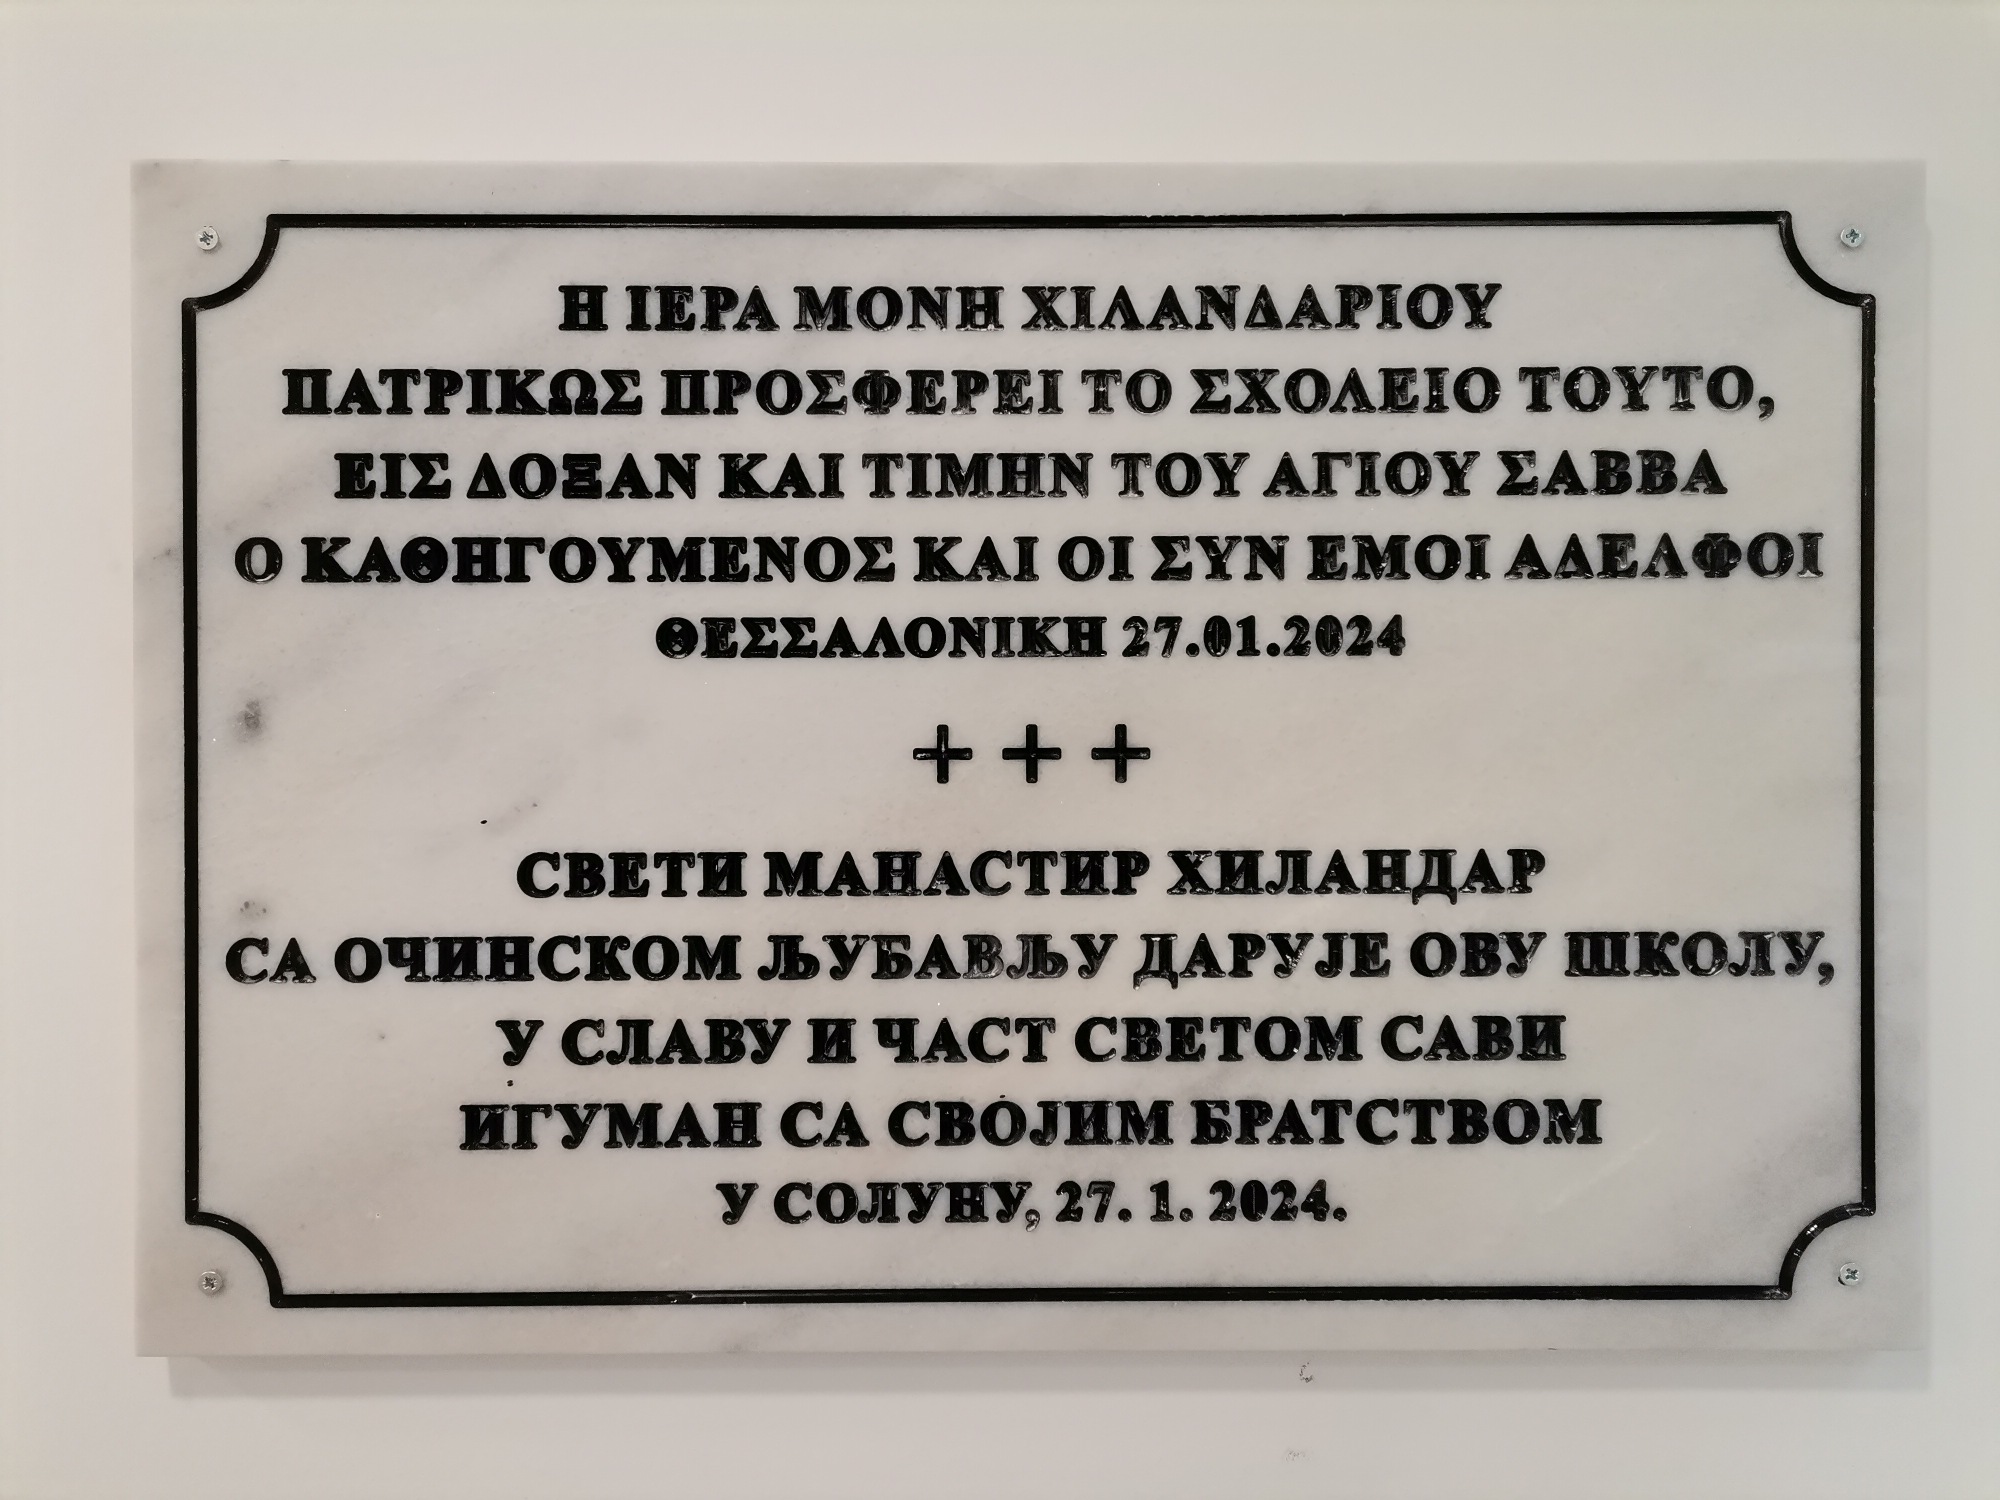 Η ΙΕΡΑ ΜΟΝΗ ΧΙΛΑΝΔΑΡΙΟΥ
ΠΑΤΡΙΚΩΣ ΠΡΟΣΦΕΡΕΙ ΤΟ ΣΧΟΛΕΙΟ ΤΟΥΤΟ,
ΕΙΣ ΔΟΞΑΝ ΚΑΙ ΤΙΜΗΝ ΤΟΥ ΑΓΙΟΥ ΣΑΒΒΑ
Ο ΚΑΘΗΓΟΥΜΕΝΟΣ ΚΑΙ ΟΙ ΣΥΝ ΕΜΟΙ ΑΔΕΛΦΟΙ
ΘΕΣΣΑΛΟΝΙΚΗ 27.01.2024
+ + +
СВЕТИ МАНАСТИР ХИЛАНДАР
СА ОЧИНСКОМ ЉУБАВЉУ ДАРУЈЕ ОВУ ШКОЛУ,
У СЛАВУ И ЧАСТ СВЕТОМ САВИ
ИГУМАН СА СВОЈИМ БРАТСТВОМ
У СОЛУНУ, 27. 1. 2024.